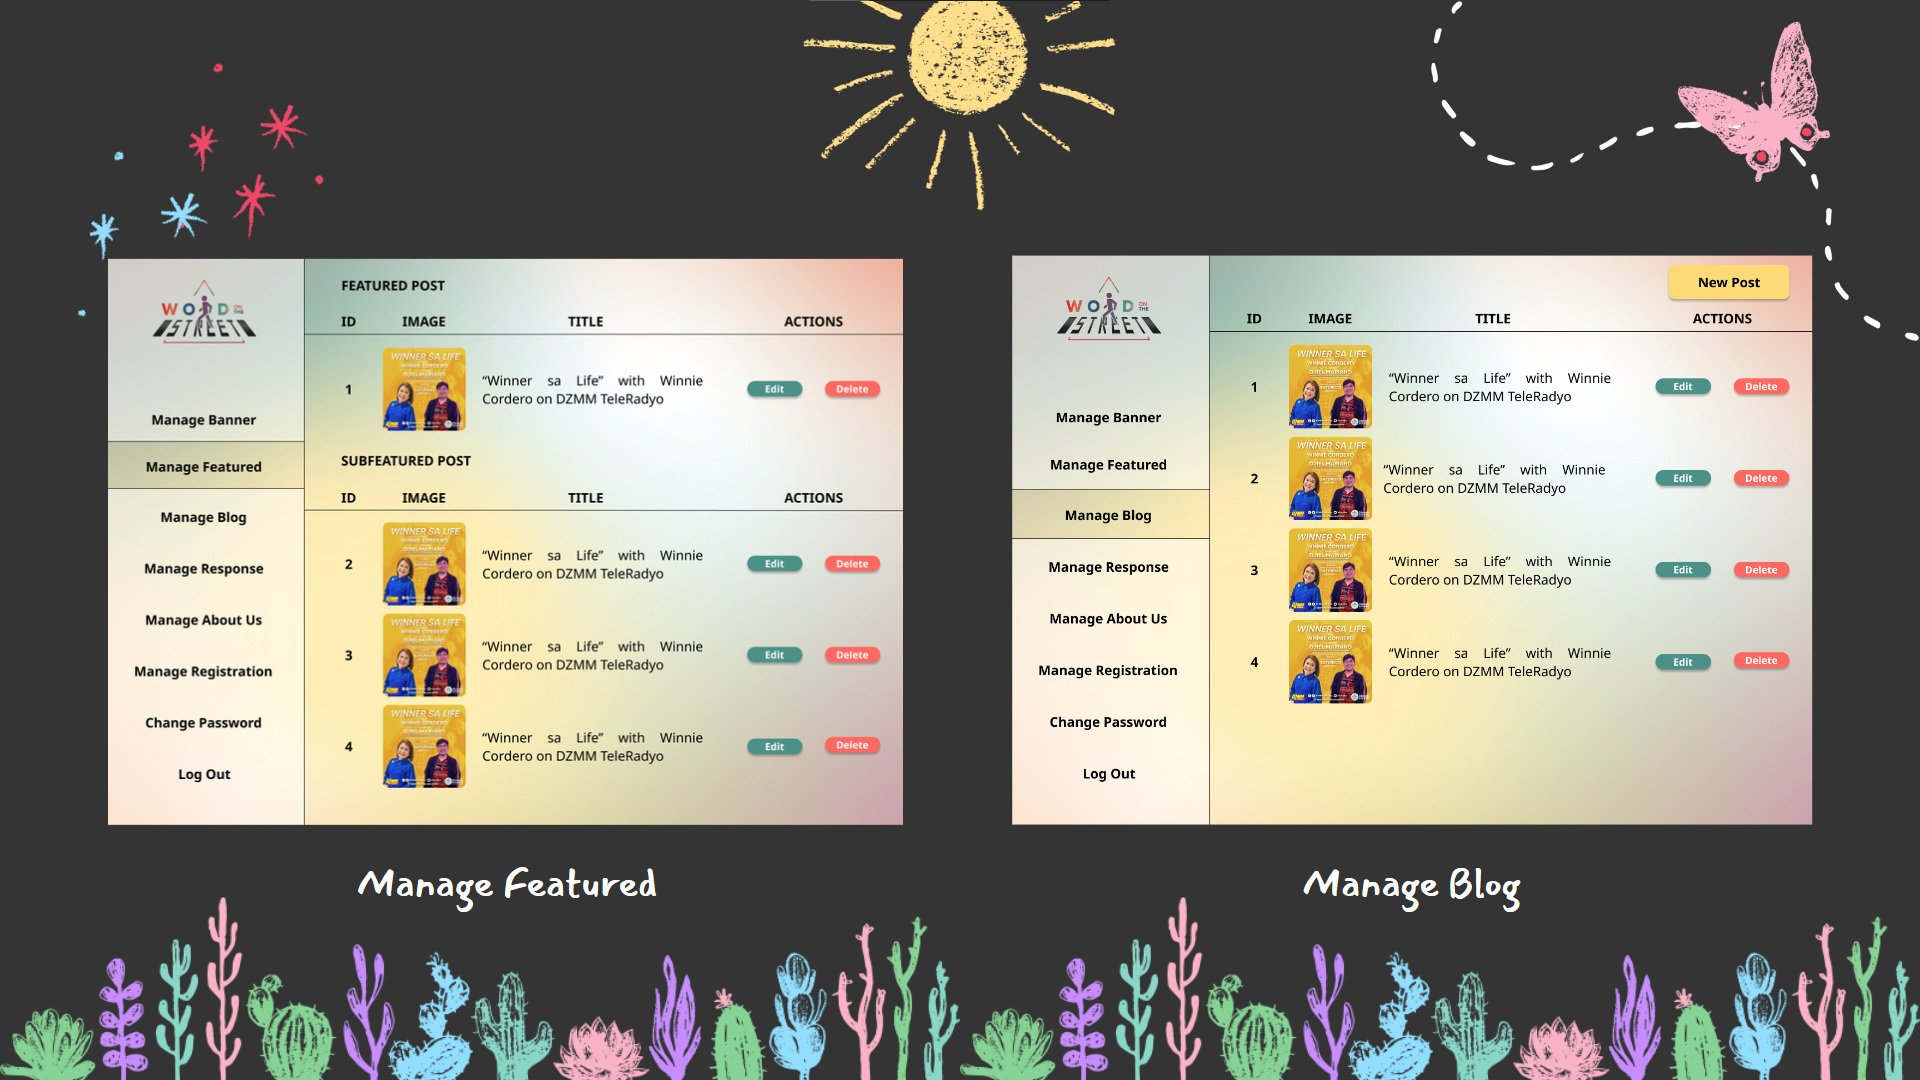 WORD ON THE
STREET
Manage Banner
Manage Featured
Manage Blog
Manage Response
Manage About Us
Manage Registration
Change Password
Log Out
FEATURED POST
ID IMAGE TITLE ACTIONS
1 WINNER SA LIFE “Winner sa Life” with Winnie
Cordero on DZMM TeleRadyo Edit Delete
SUBFEATURED POST
ID IMAGE TITLE ACTIONS
2 WINNER SA LIFE “Winner sa Life” with Winnie
Cordero on DZMM TeleRadyo Edit Delete
3 WINNER SA LIFE “Winner sa Life” with Winnie
Cordero on DZMM TeleRadyo Edit Delete
4 WINNER SA LIFE “Winner sa Life” with Winnie
Cordero on DZMM TeleRadyo Edit Delete
Manage Featured
WORD ON THE
STREET
Manage Banner
Manage Featured
Manage Blog
Manage Response
Manage About Us
Manage Registration
Change Password
Log Out
New Post
ID IMAGE TITLE ACTIONS
1 WINNER SA LIFE “Winner sa Life” with Winnie
Cordero on DZMM TeleRadyo Edit Delete
2 WINNER SA LIFE “Winner sa Life” with Winnie
Cordero on DZMM TeleRadyo Edit Delete
3 WINNER SA LIFE “Winner sa Life” with Winnie
Cordero on DZMM TeleRadyo Edit Delete
4 WINNER SA LIFE “Winner sa Life” with Winnie
Cordero on DZMM TeleRadyo Edit Delete
Manage Blog